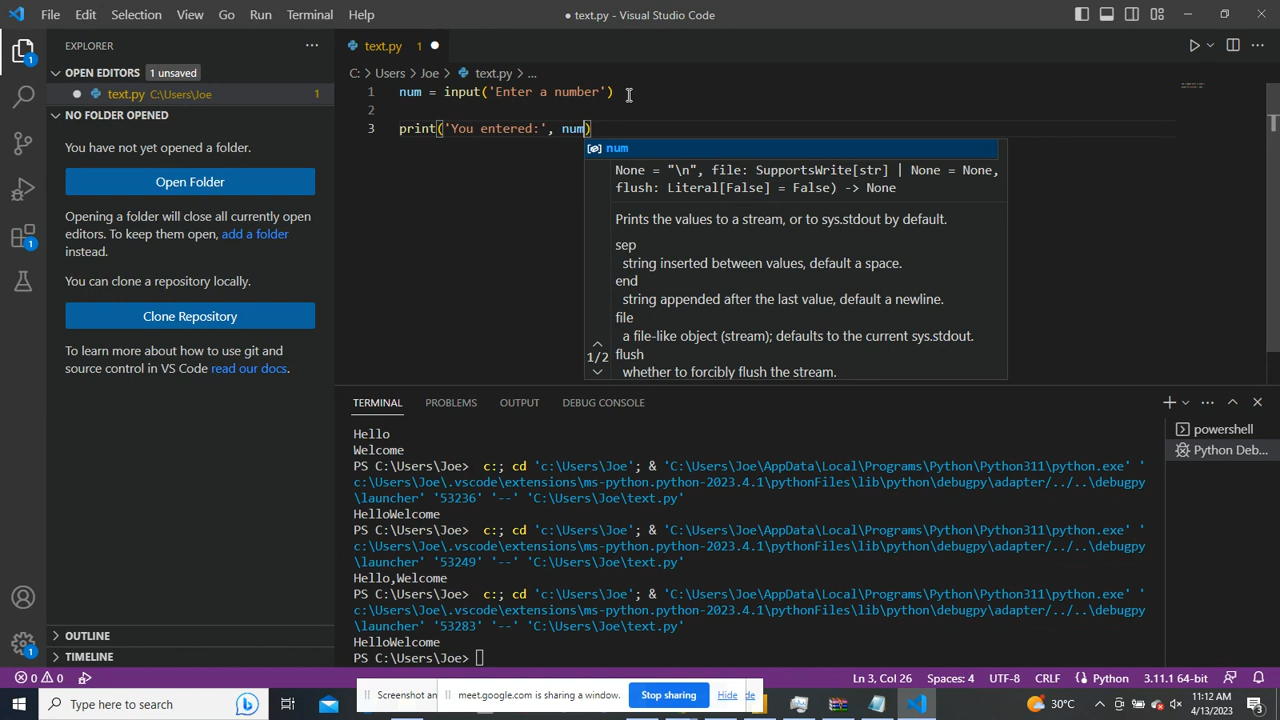 File Edit Selection View Go Run Terminal Help
● text.py - Visual Studio Code
EXPLORER
OPEN EDITORS 1 unsaved
● text.py C:\Users\Joe 1
NO FOLDER OPENED
You have not yet opened a folder.
Open Folder
Opening a folder will close all currently open
editors. To keep them open, add a folder
instead.
You can clone a repository locally.
Clone Repository
To learn more about how to use git and
source control in VS Code read our docs.
OUTLINE
TIMELINE
text.py 1 ●
C: > Users > Joe > text.py > ...
1 num = input('Enter a number')
2
3 print('You entered:', num)
num
None = "\n", file: SupportsWrite[str] | None = None,
flush: Literal[False] = False) -> None
Prints the values to a stream, or to sys.stdout by default.
sep
string inserted between values, default a space.
end
string appended after the last value, default a newline.
file
a file-like object (stream); defaults to the current sys.stdout.
1/2
flush
whether to forcibly flush the stream.
TERMINAL PROBLEMS OUTPUT DEBUG CONSOLE
powershell
Python Deb...
Hello
Welcome
PS C:\Users\Joe> c:; cd 'c:\Users\Joe'; & 'C:\Users\Joe\AppData\Local\Programs\Python\Python311\python.exe' '
c:\Users\Joe\.vscode\extensions\ms-python.python-2023.4.1\pythonFiles\lib\python\debugpy\adapter/../..\debugpy
\launcher' '53236' '--' 'C:\Users\Joe\text.py'
HelloWelcome
PS C:\Users\Joe> c:; cd 'c:\Users\Joe'; & 'C:\Users\Joe\AppData\Local\Programs\Python\Python311\python.exe' '
c:\Users\Joe\.vscode\extensions\ms-python.python-2023.4.1\pythonFiles\lib\python\debugpy\adapter/../..\debugpy
\launcher' '53249' '--' 'C:\Users\Joe\text.py'
Hello,Welcome
PS C:\Users\Joe> c:; cd 'c:\Users\Joe'; & 'C:\Users\Joe\AppData\Local\Programs\Python\Python311\python.exe' '
c:\Users\Joe\.vscode\extensions\ms-python.python-2023.4.1\pythonFiles\lib\python\debugpy\adapter/../..\debugpy
\launcher' '53283' '--' 'C:\Users\Joe\text.py'
HelloWelcome
PS C:\Users\Joe>
0 0 Ln 3, Col 26 Spaces: 4 UTF-8 CRLF Python 3.11.1 64-bit
Type here to search
Screenshot an
meet.google.com is sharing a window. Stop sharing Hide
de
30°C
11:12 AM
4/13/2023
3